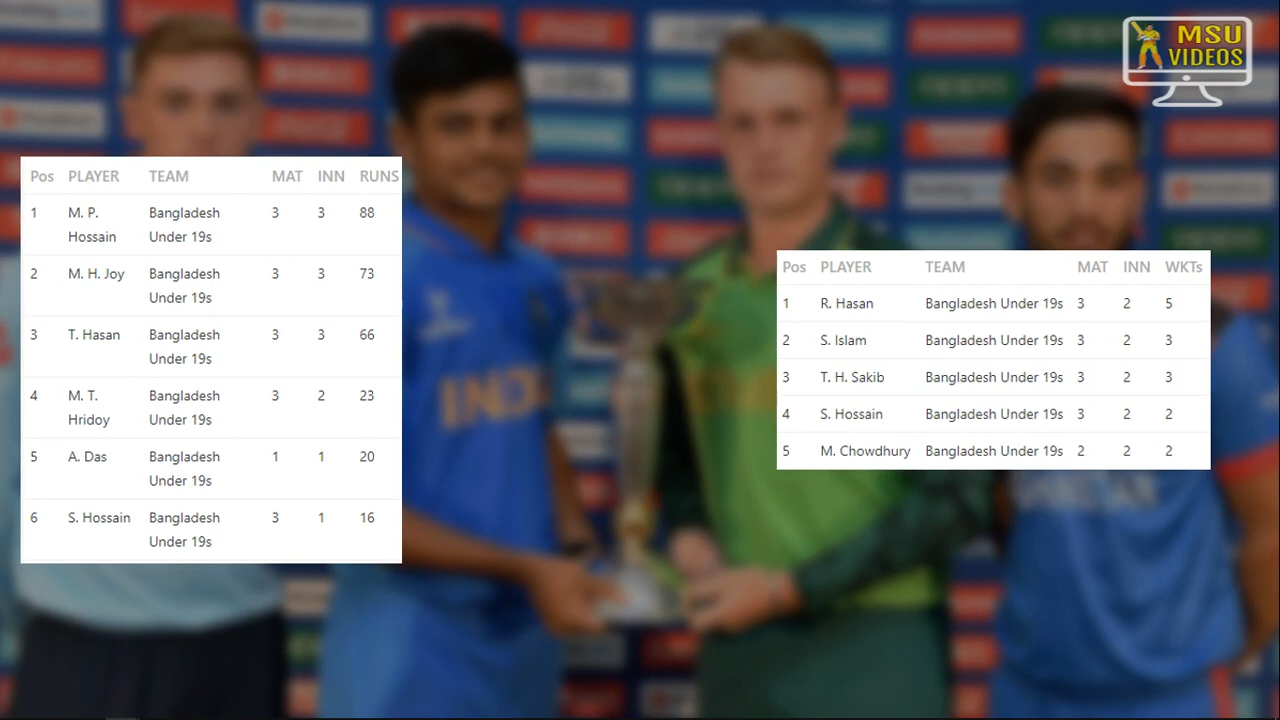 MSU
VIDEOS
Pos PLAYER TEAM MAT INN RUNS
1 M. P. Hossain Bangladesh Under 19s 3 3 88
2 M. H. Joy Bangladesh Under 19s 3 3 73
3 T. Hasan Bangladesh Under 19s 3 3 66
4 M. T. Hridoy Bangladesh Under 19s 3 2 23
5 A. Das Bangladesh Under 19s 1 1 20
6 S. Hossain Bangladesh Under 19s 3 1 16
Pos PLAYER TEAM MAT INN WKTs
1 R. Hasan Bangladesh Under 19s 3 2 5
2 S. Islam Bangladesh Under 19s 3 2 3
3 T. H. Sakib Bangladesh Under 19s 3 2 3
4 S. Hossain Bangladesh Under 19s 3 2 2
5 M. Chowdhury Bangladesh Under 19s 2 2 2
INDIA